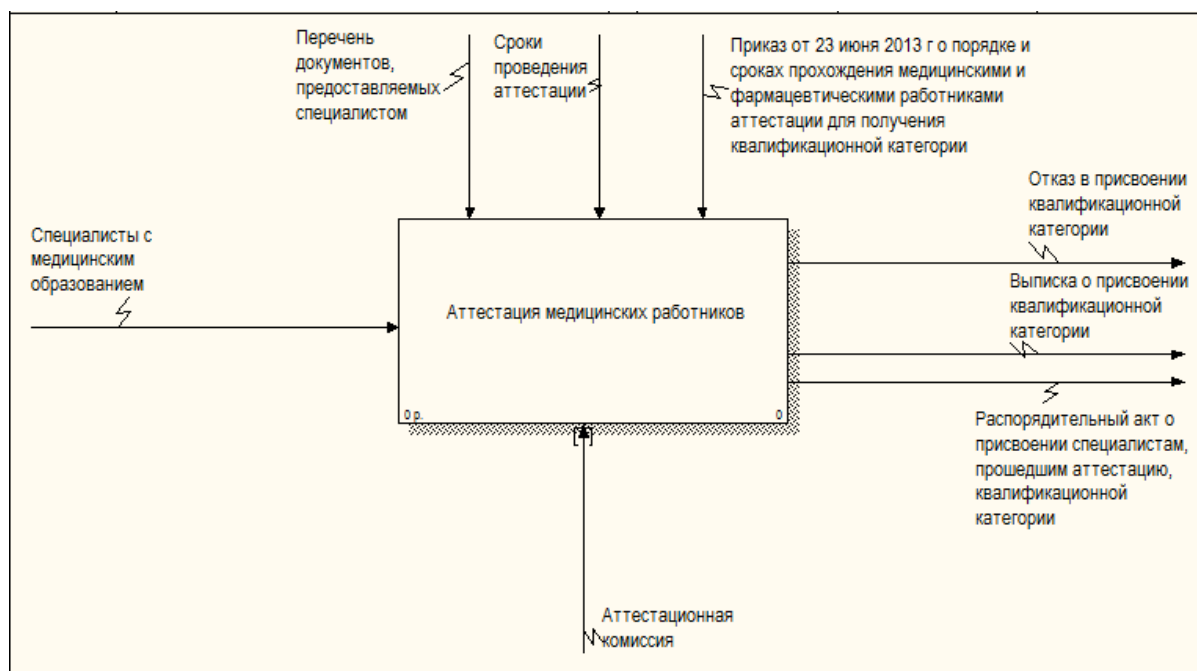 Перечень
документов,
предоставляемых
специалистом
Сроки
проведения
аттестации
Приказ от 23 июня 2013 г о порядке и
сроках прохождения медицинскими и
фармацевтическими работниками
аттестации для получения
квалификационной категории
Отказ в присвоении
квалификационной
категории
Специалисты с
медицинским
образованием
Выписка о присвоении
квалификационной
категории
Аттестация медицинских работников
0 р.
0
Распорядительный акт о
присвоении специалистам,
прошедшим аттестацию,
квалификационной
категории
Аттестационная
комиссия